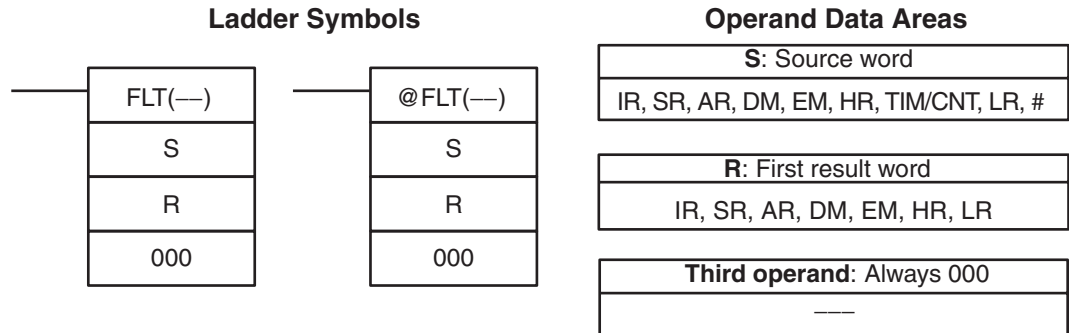 Ladder Symbols
FLT(––)
S
R
000
@FLT(––)
S
R
000
Operand Data Areas
S: Source word
IR, SR, AR, DM, EM, HR, TIM/CNT, LR, #
R: First result word
IR, SR, AR, DM, EM, HR, LR
Third operand: Always 000
–––